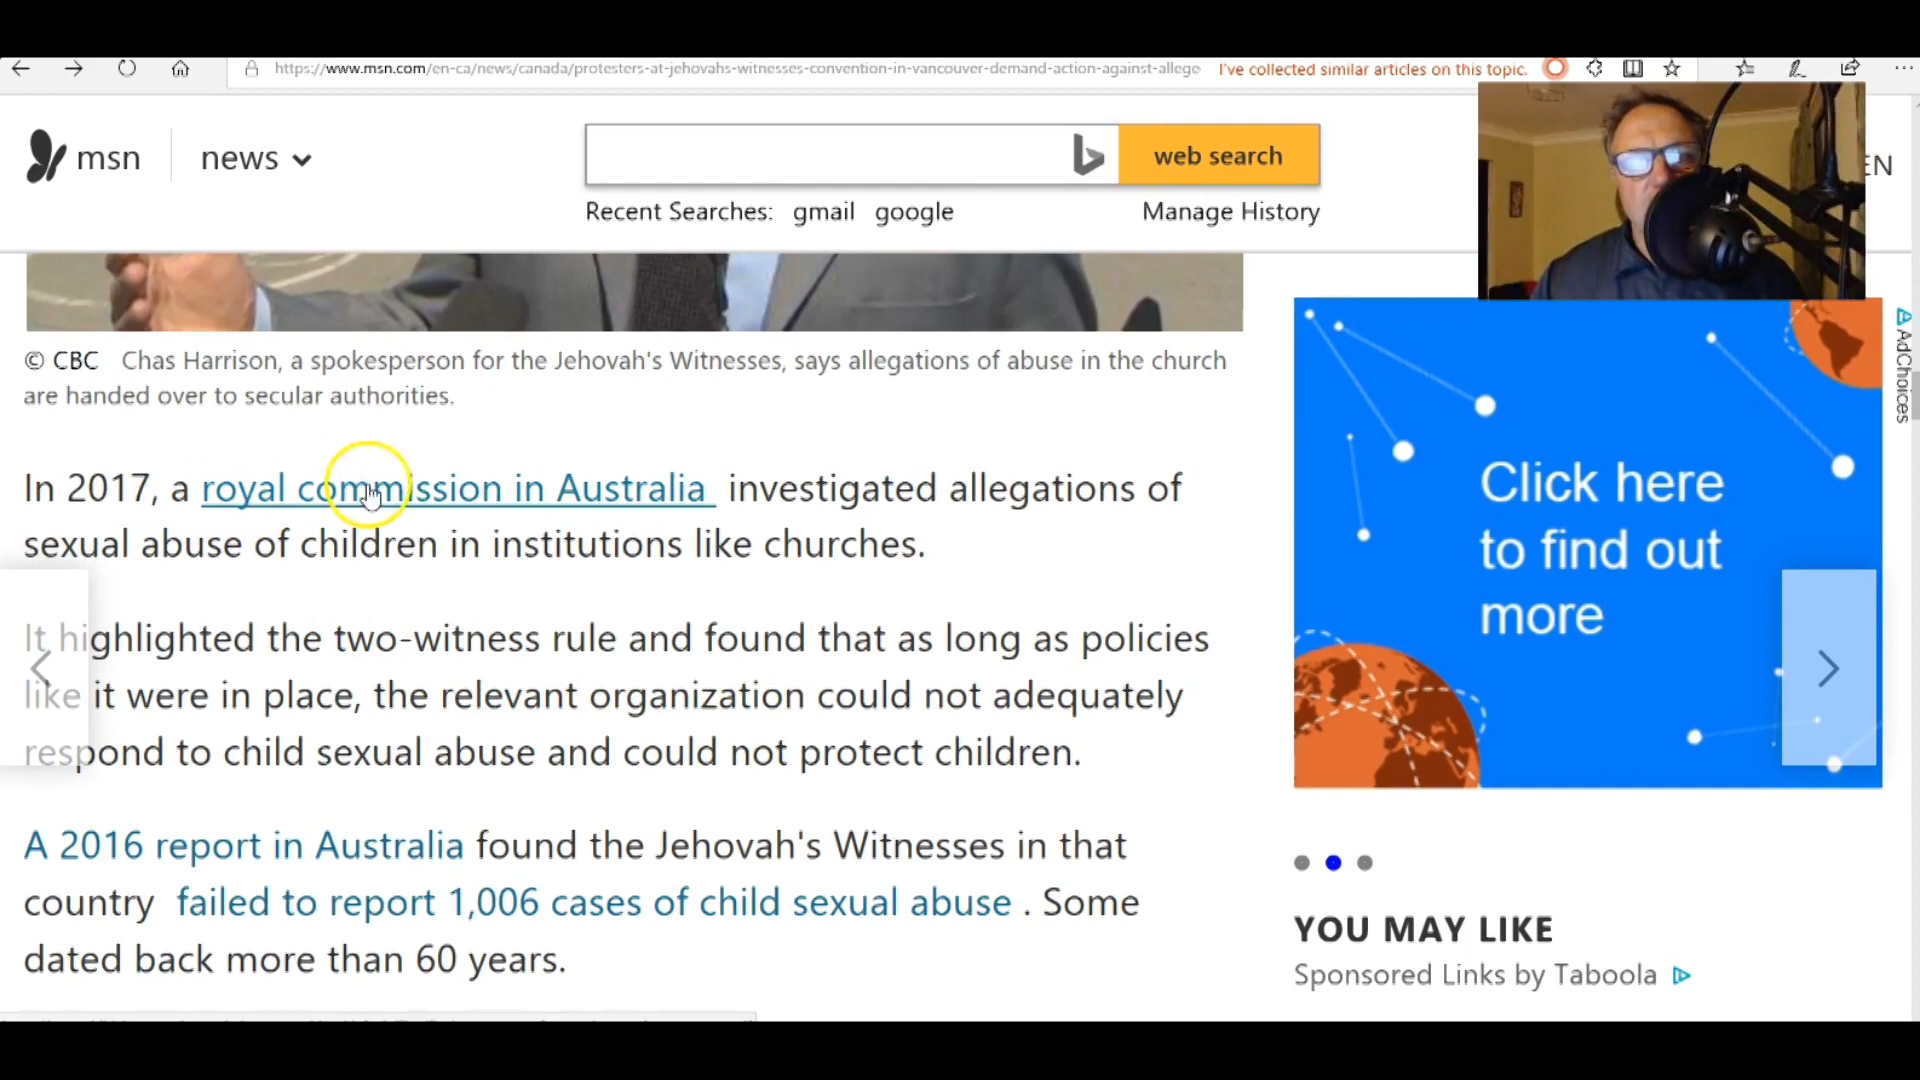 https://www.msn.com/en-ca/news/canada/protesters-at-jehovahs-witnesses-convention-in-vancouver-demand-action-against-allege
I've collected similar articles on this topic.
msn
news
web search
EN
Recent Searches: gmail google
Manage History
© CBC Chas Harrison, a spokesperson for the Jehovah's Witnesses, says allegations of abuse in the church
are handed over to secular authorities.
In 2017, a royal commission in Australia investigated allegations of
sexual abuse of children in institutions like churches.
It highlighted the two-witness rule and found that as long as policies
like it were in place, the relevant organization could not adequately
respond to child sexual abuse and could not protect children.
A 2016 report in Australia found the Jehovah's Witnesses in that
country failed to report 1,006 cases of child sexual abuse . Some
dated back more than 60 years.
Click here
to find out
more
AdChoices
YOU MAY LIKE
Sponsored Links by Taboola